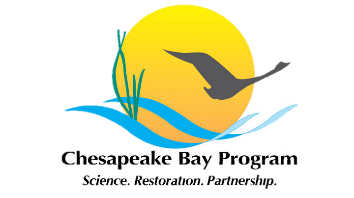 Chesapeake Bay Program
Science. Restoration. Partnership.